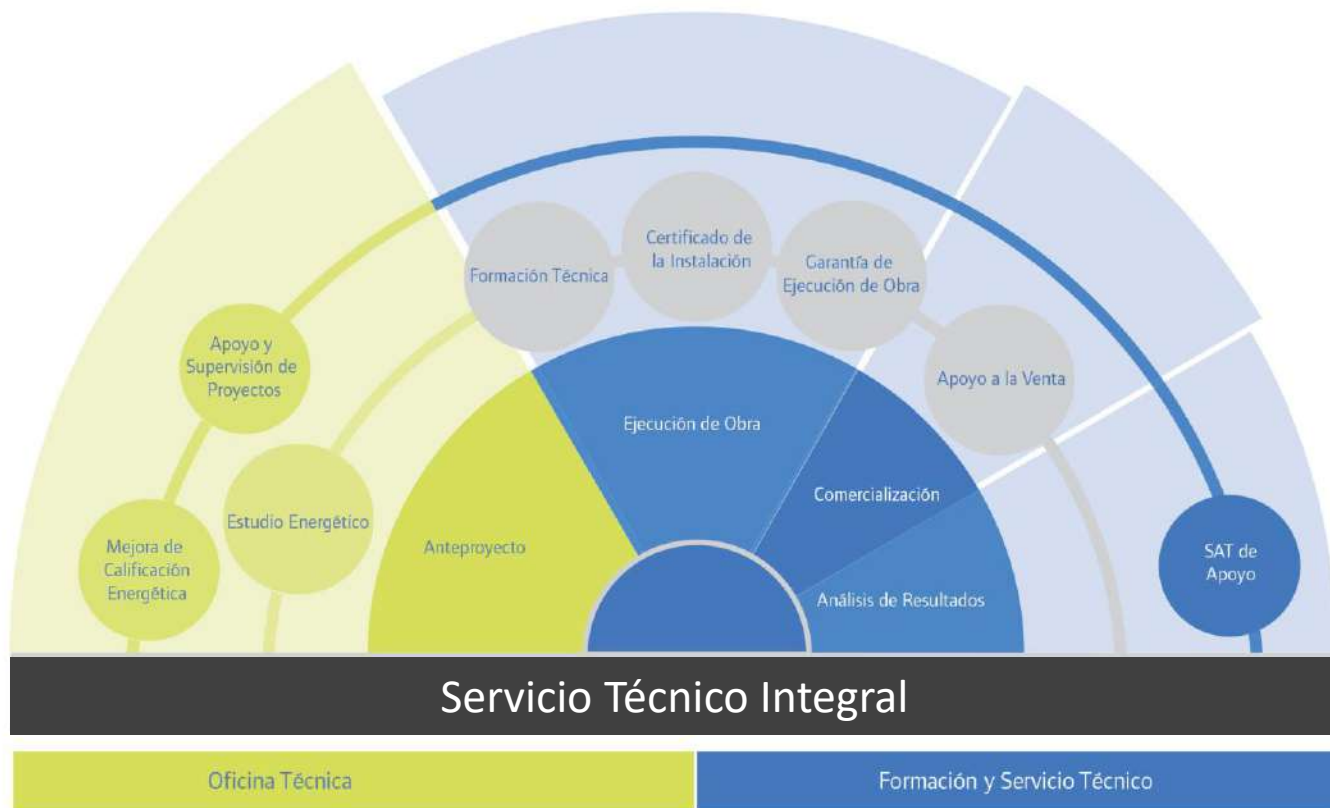 Certificado de
la Instalación
Formación Técnica
Garantía de
Ejecución de Obra
Apoyo y
Supervisión de
Proyectos
Apoyo a la Venta
Ejecución de Obra
Comercialización
Estudio Energético
Anteproyecto
Mejora de
Calificación
Energética
SAT de
Apoyo
Análisis de Resultados
Servicio Técnico Integral
Oficina Técnica
Formación y Servicio Técnico